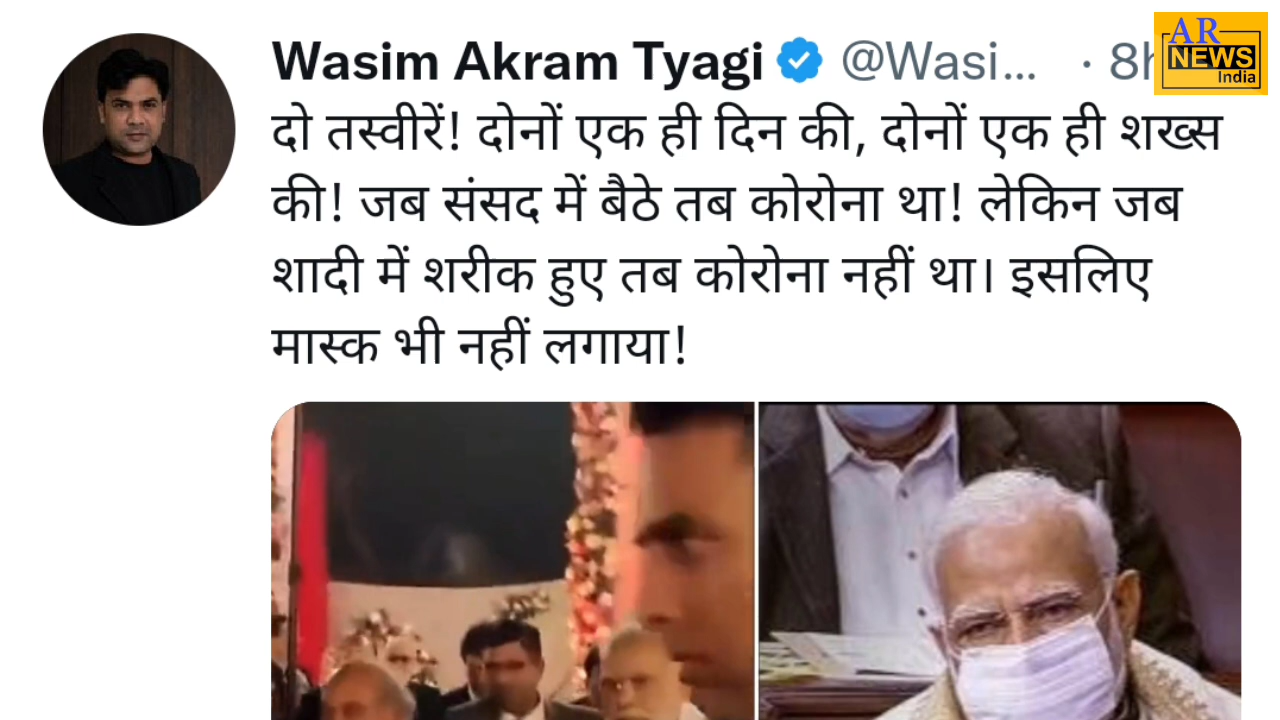 Wasim Akram Tyagi @Wasi... · 8h
AR
NEWS
India
दो तस्वीरें! दोनों एक ही दिन की, दोनों एक ही शख्स
की! जब संसद में बैठे तब कोरोना था! लेकिन जब
शादी में शरीक हुए तब कोरोना नहीं था। इसलिए
मास्क भी नहीं लगाया!